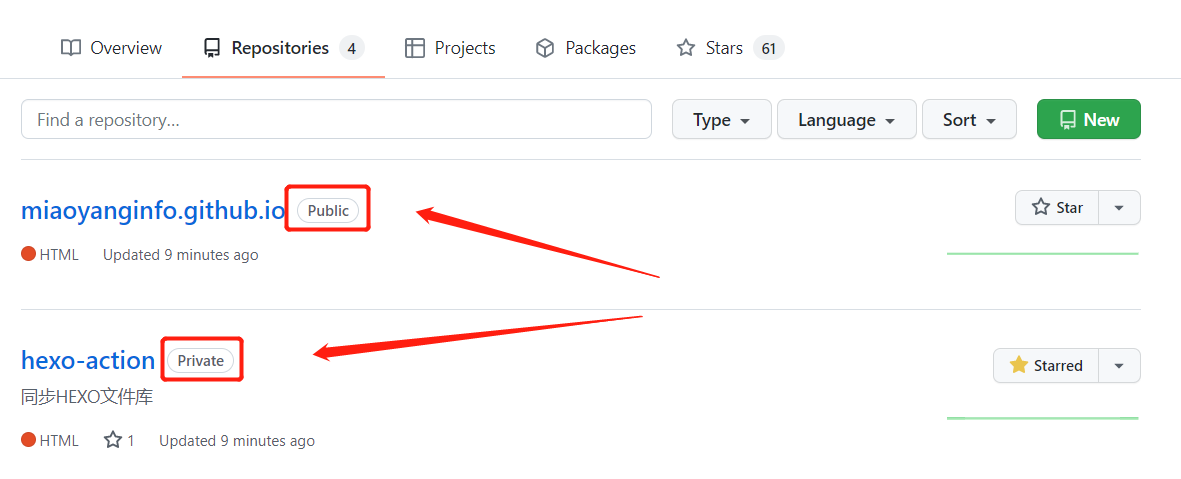 Overview Repositories 4 Projects Packages Stars 61
Find a repository... Type Language Sort New
miaoyanginfo.github.io Public Star
HTML Updated 9 minutes ago
hexo-action Private Starred
同步HEXO文件库
HTML 1 Updated 9 minutes ago